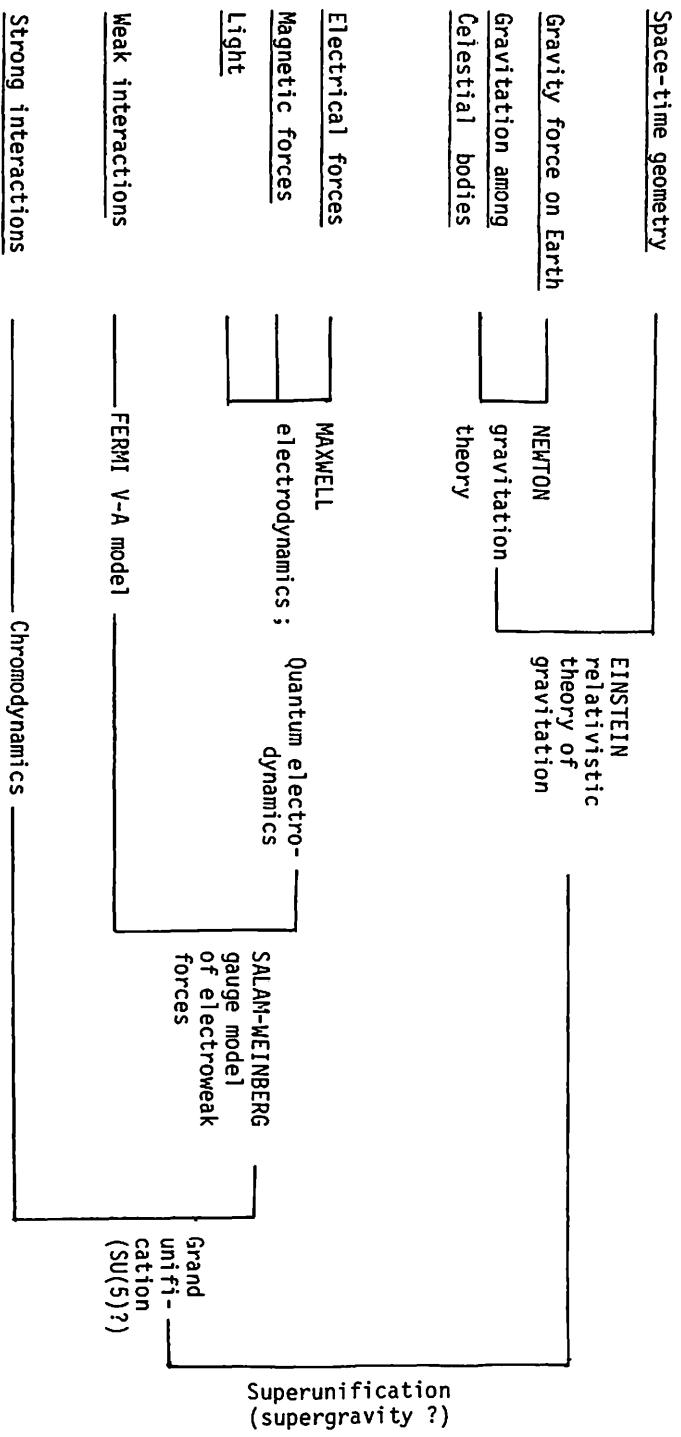 Space-time geometry
Gravity force on Earth
Gravitation among
Celestial bodies
Electrical forces
Magnetic forces
Light
Weak interactions
Strong interactions
NEWTON
gravitation
theory
MAXWELL
electrodynamics;
FERMI V-A model
Chromodynamics
EINSTEIN
relativistic
theory of
gravitation
Quantum electro-
dynamics
SALAM-WEINBERG
gauge model
of electroweak
forces
Grand
unifi-
cation
(SU(5)?)
Superunification
(supergravity ?)